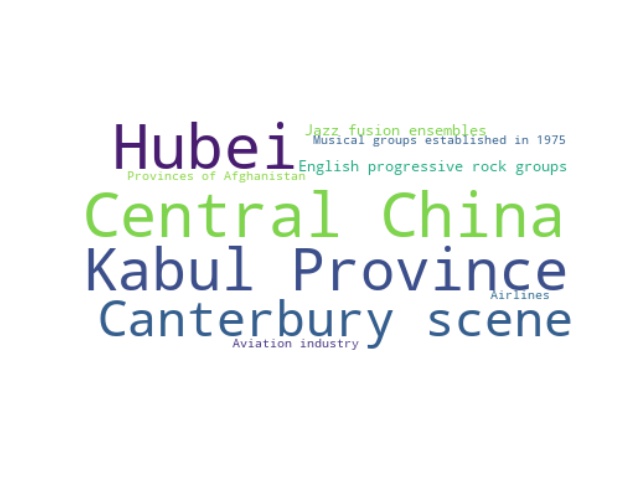 Hubei
Jazz fusion ensembles
Musical groups established in 1975
English progressive rock groups
Provinces of Afghanistan
Central China
Kabul Province
Airlines
Canterbury scene
Aviation industry